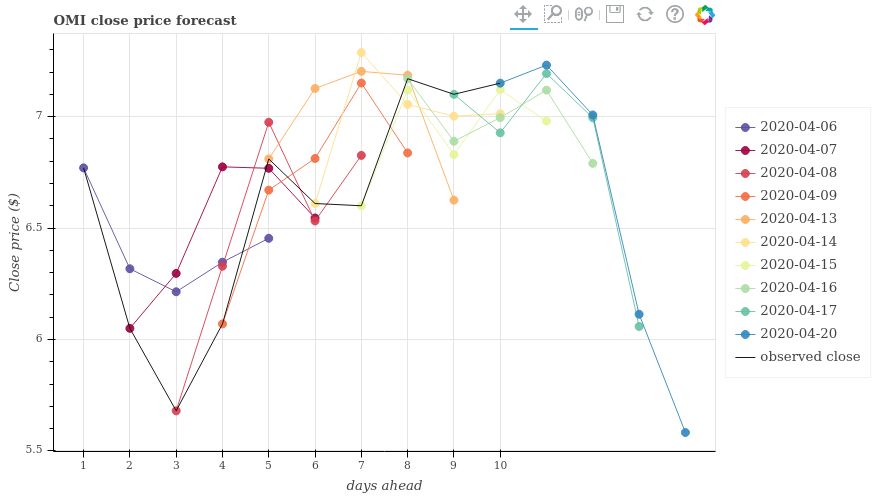 OMI close price forecast
Close price ($)
7
6.5
6
5.5
1 2 3 4 5 6 7 8 9 10
days ahead
2020-04-06
2020-04-07
2020-04-08
2020-04-09
2020-04-13
2020-04-14
2020-04-15
2020-04-16
2020-04-17
2020-04-20
observed close